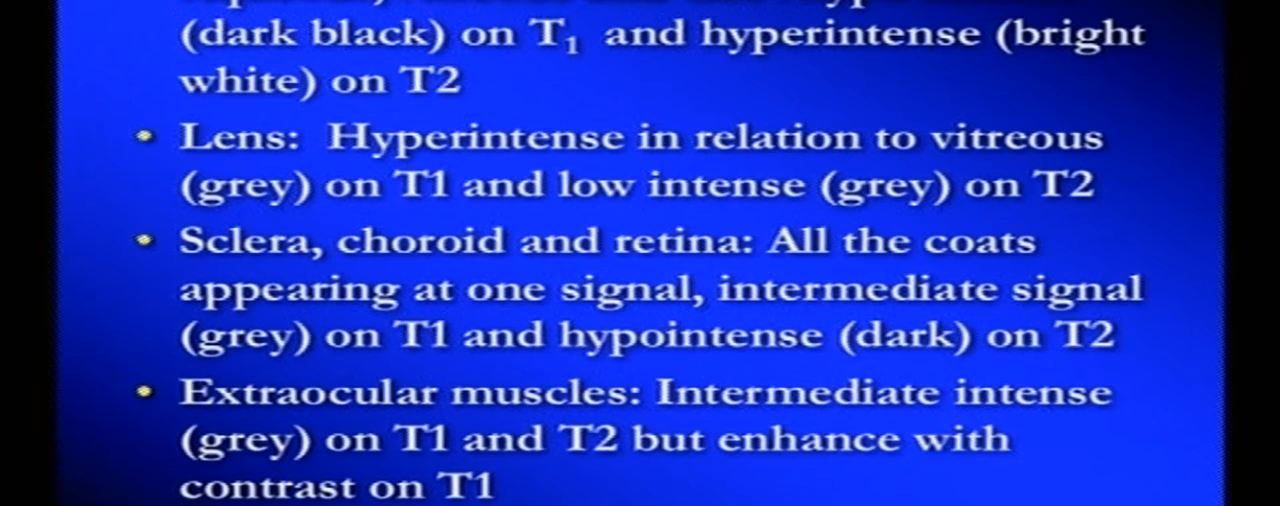 (dark black) on T₁ and hyperintense (bright
white) on T2
• Lens: Hyperintense in relation to vitreous
(grey) on T1 and low intense (grey) on T2
• Sclera, choroid and retina: All the coats
appearing at one signal, intermediate signal
(grey) on T1 and hypointense (dark) on T2
• Extraocular muscles: Intermediate intense
(grey) on T1 and T2 but enhance with
contrast on T1